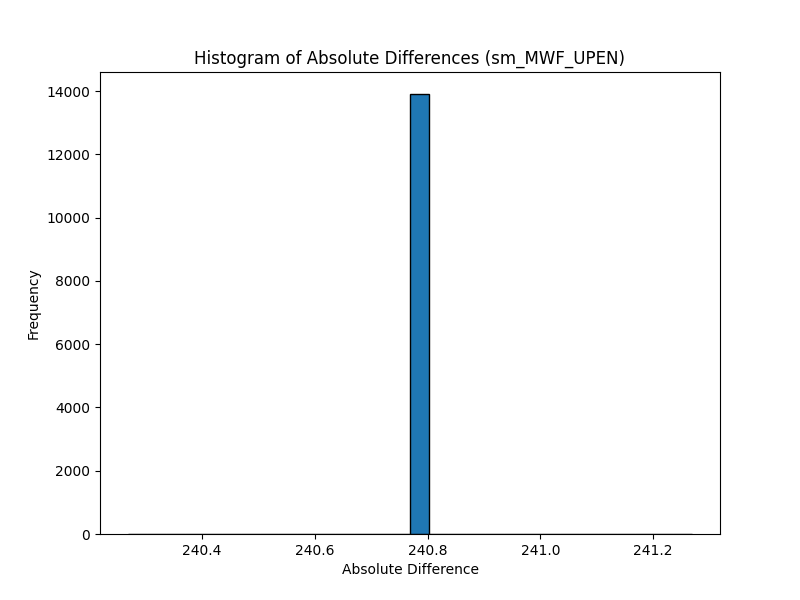 Histogram of Absolute Differences (sm_MWF_UPEN)
14000
12000
10000
8000
6000
4000
2000
0
Frequency
240.4 240.6 240.8 241.0 241.2
Absolute Difference